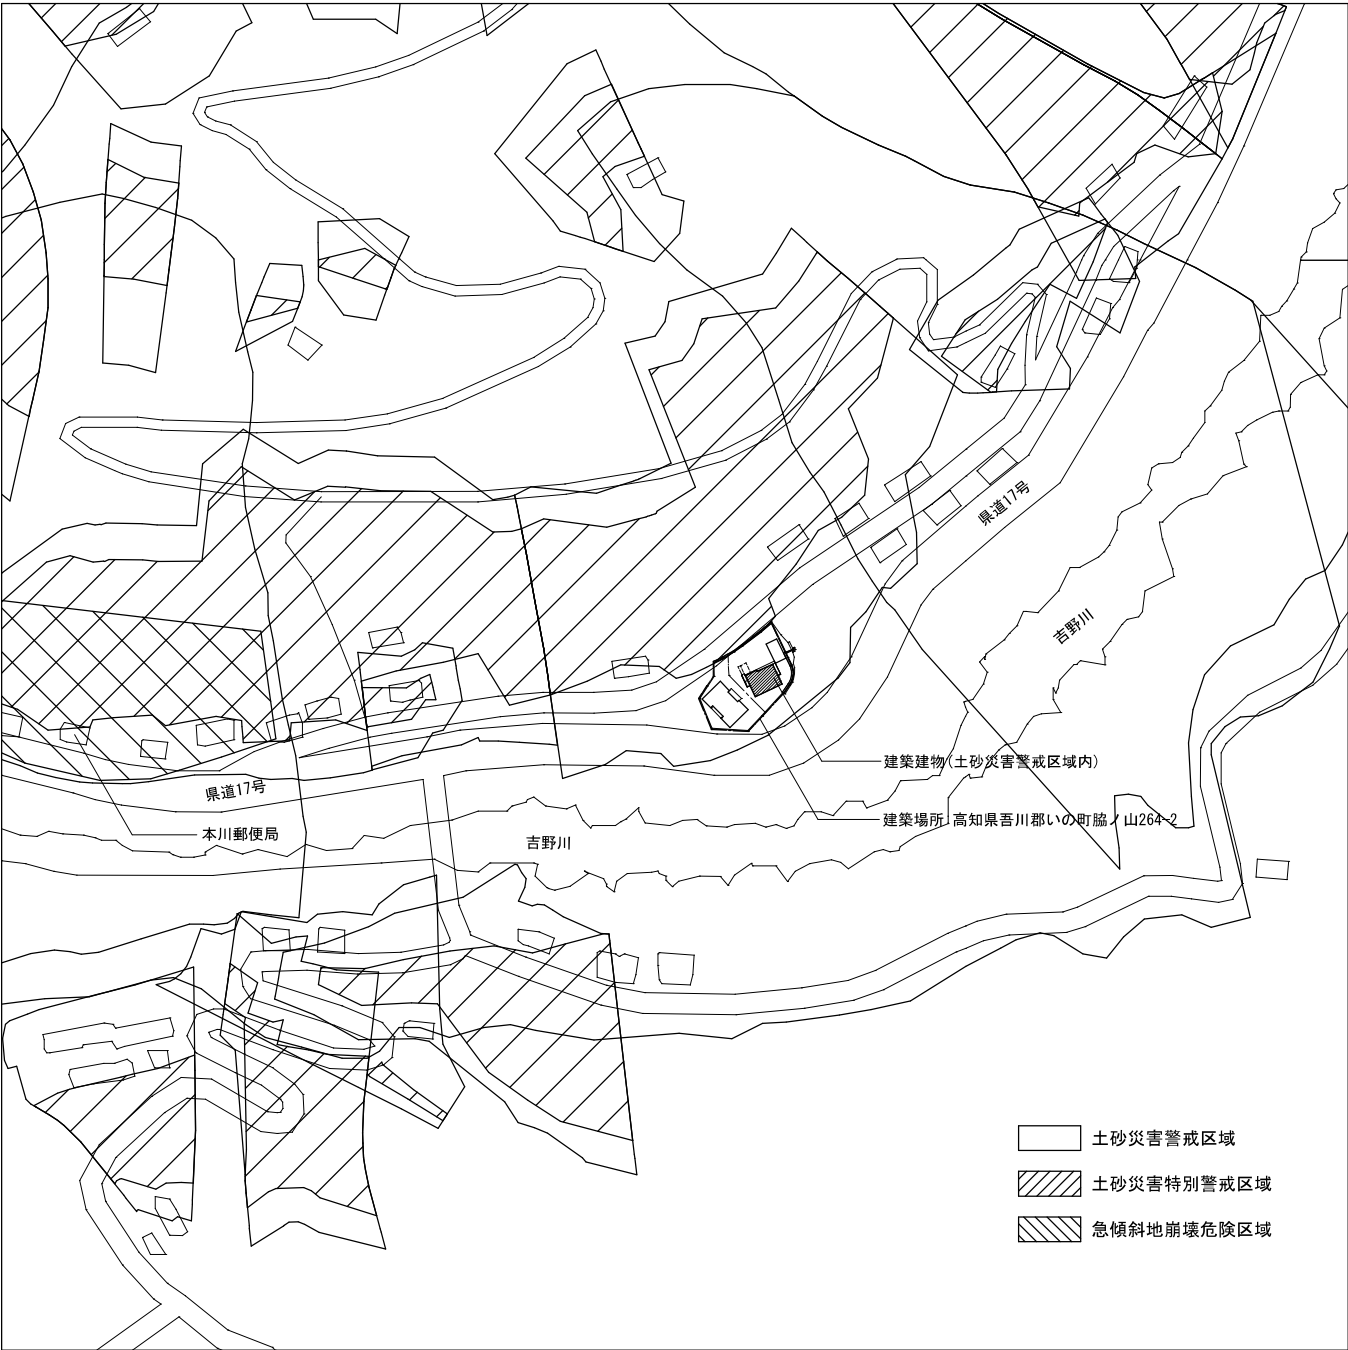 県道17号
吉野川
建築建物(土砂災害警戒区域内)
県道17号
建築場所:高知県吾川郡いの町脇ノ山264-2
本川郵便局
吉野川
土砂災害警戒区域
土砂災害特別警戒区域
急傾斜地崩壊危険区域